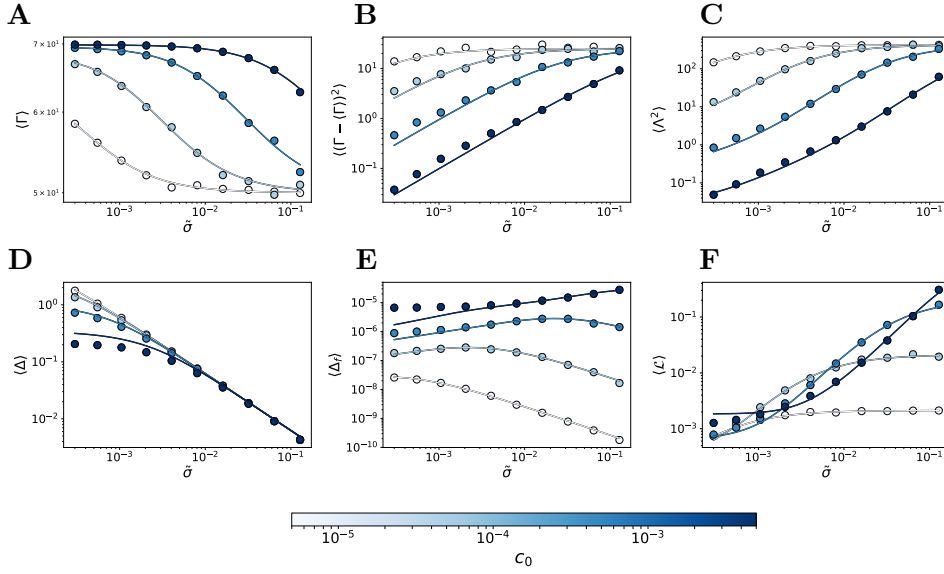 A B C
7 × 10¹
6 × 10¹
5 × 10¹
⟨Γ⟩
10⁻³ 10⁻² 10⁻¹
σ̃
10¹
10⁰
10⁻¹
⟨(Γ − ⟨Γ⟩)²⟩
10⁻³ 10⁻² 10⁻¹
σ̃
10²
10¹
10⁰
10⁻¹
⟨Λ²⟩
10⁻³ 10⁻² 10⁻¹
σ̃
D E F
10⁰
10⁻¹
10⁻²
⟨Δ⟩
10⁻³ 10⁻² 10⁻¹
σ̃
10⁻⁵
10⁻⁶
10⁻⁷
10⁻⁸
10⁻⁹
10⁻¹⁰
⟨Δ_f⟩
10⁻³ 10⁻² 10⁻¹
σ̃
10⁻¹
10⁻²
10⁻³
⟨ℒ⟩
10⁻³ 10⁻² 10⁻¹
σ̃
10⁻⁵ 10⁻⁴ 10⁻³
c₀